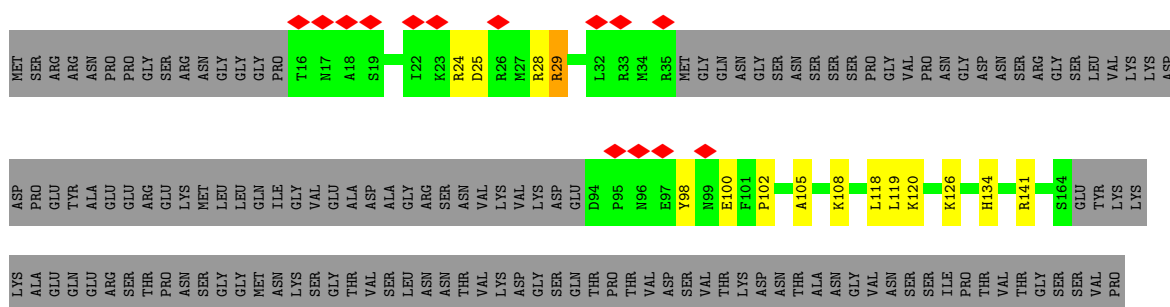 MET SER ARG ARG ASN PRO PRO GLY SER ARG ASN GLY GLY GLY PRO T16 N17 A18 S19 I22 K23 R24 D25 R26 M27 R28 R29 L32 R33 M34 R35 MET GLY GLN ASN GLY SER ASN SER SER SER SER PRO GLY VAL PRO ASN GLY ASP ASN SER ARG GLY SER LEU VAL LYS LYS ASP
ASP PRO GLU TYR ALA GLU GLU ARG GLU LYS MET LEU LEU GLN ILE GLY VAL GLU ALA ASP ALA GLY ARG SER ASN VAL LYS VAL LYS ASP GLU D94 P95 N96 E97 Y98 N99 E100 F101 P102 A105 K108 L118 L119 K120 K126 H134 R141 S164 GLU TYR LYS LYS
LYS ALA GLU GLN GLU GLU ARG SER THR PRO ASN SER GLY GLY MET ASN LYS SER GLY THR VAL SER LEU ASN ASN THR VAL LYS ASP GLY SER GLN THR PRO THR VAL ASP SER VAL THR LYS ASP ASN THR ALA ASN GLY VAL ASN SER SER ILE PRO THR VAL THR GLY SER SER VAL PRO